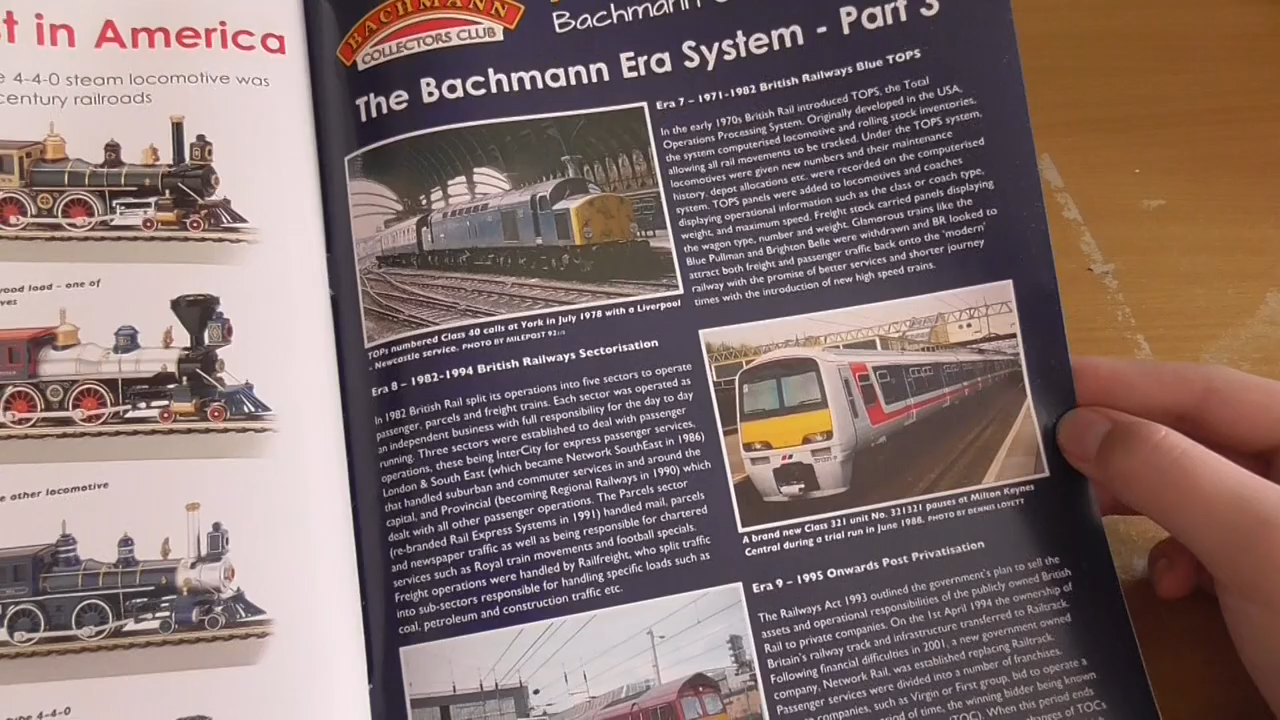 t in America
4-4-0 steam locomotive was
century railroads
load – one of
other locomotive
4-4-0
BACHMANN
COLLECTORS CLUB
Bachmann
The Bachmann Era System - Part 3
Era 7 – 1971-1982 British Railways Blue TOPS
In the early 1970s British Rail introduced TOPS, the Total
Operations Processing System. Originally developed in the USA,
the system computerised locomotive and rolling stock inventories,
allowing all rail movements to be tracked. Under the TOPS system,
locomotives were given new numbers and their maintenance
history, depot allocations etc. were recorded on the computerised
system. TOPS panels were added to locomotives and coaches
displaying operational information such as the class or coach type,
weight, and maximum speed. Freight stock carried panels displaying
the wagon type, number and weight. Glamorous trains like the
Blue Pullman and Brighton Belle were withdrawn and BR looked to
attract both freight and passenger traffic back onto the 'modern'
railway with the promise of better services and shorter journey
times with the introduction of new high speed trains.
TOPs numbered Class 40 calls at York in July 1978 with a Liverpool
- Newcastle service. PHOTO BY MILEPOST 92½
Era 8 – 1982-1994 British Railways Sectorisation
In 1982 British Rail split its operations into five sectors to operate
passenger, parcels and freight trains. Each sector was operated as
an independent business with full responsibility for the day to day
running. Three sectors were established to deal with passenger
operations, these being InterCity for express passenger services,
London & South East (which became Network SouthEast in 1986)
that handled suburban and commuter services in and around the
capital, and Provincial (becoming Regional Railways in 1990) which
dealt with all other passenger operations. The Parcels sector
(re-branded Rail Express Systems in 1991) handled mail, parcels
and newspaper traffic as well as being responsible for chartered
services such as Royal train movements and football specials.
Freight operations were handled by Railfreight, who split traffic
into sub-sectors responsible for handling specific loads such as
coal, petroleum and construction traffic etc.
A brand new Class 321 unit No. 321321 pauses at Milton Keynes
Central during a trial run in June 1988. PHOTO BY DENNIS LOVETT
Era 9 – 1995 Onwards Post Privatisation
The Railways Act 1993 outlined the government's plan to sell the
assets and operational responsibilities of the publicly owned British
Rail to private companies. On the 1st April 1994 the ownership of
Britain's railway track and infrastructure transferred to Railtrack.
Following financial difficulties in 2001, a new government owned
company, Network Rail, was established replacing Railtrack.
Passenger services were divided into a number of franchises.
companies, such as Virgin or First group, bid to operate a
period of time, the winning bidder being known
(TOC). When this period ends
charges of TOCs